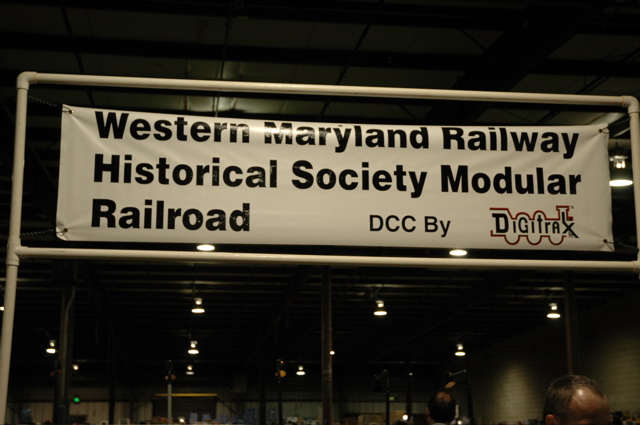 Western Maryland Railway
Historical Society Modular
Railroad
DCC By DIGITRAX